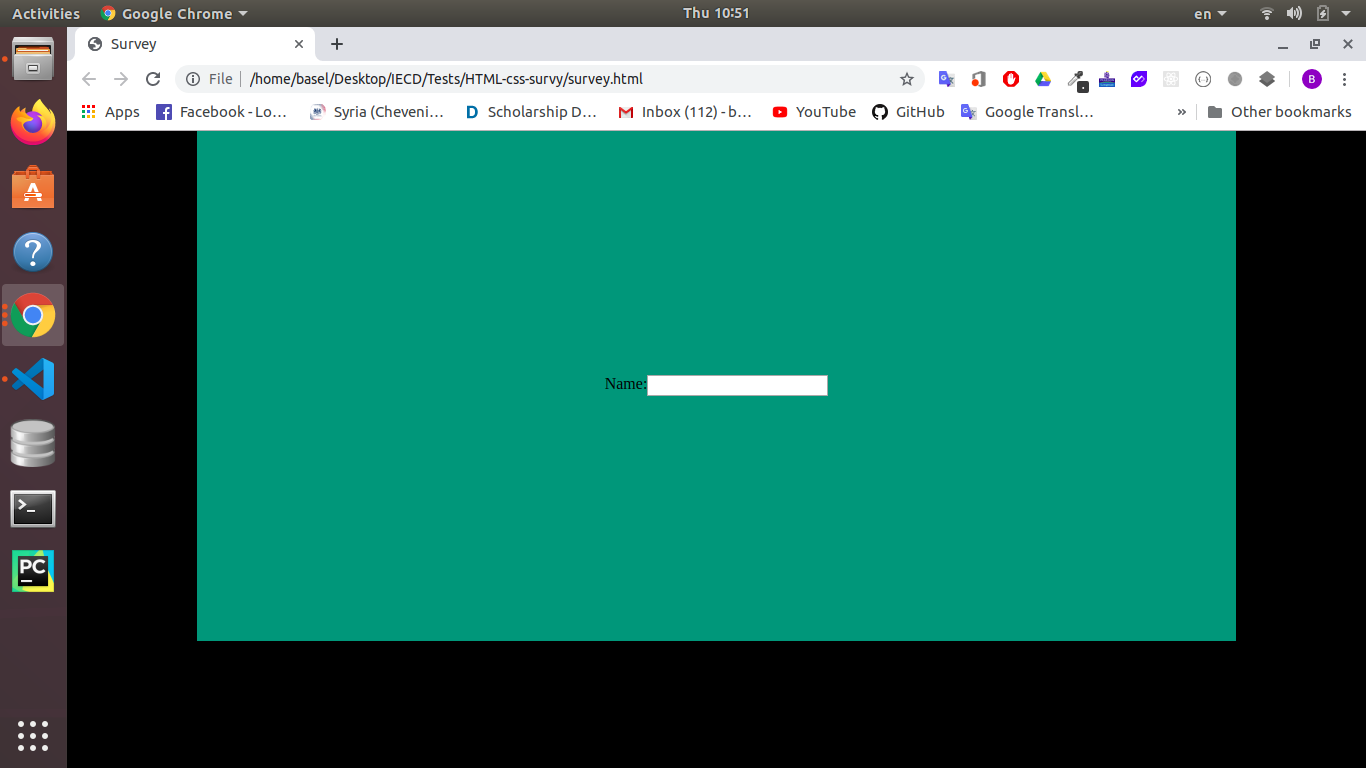 Activities Google Chrome Thu 10:51 en
Survey
File /home/basel/Desktop/IECD/Tests/HTML-css-survy/survey.html B
Apps Facebook - Lo... Syria (Cheveni... D Scholarship D... Inbox (112) - b... YouTube GitHub Google Transl... » Other bookmarks
Name:
PC